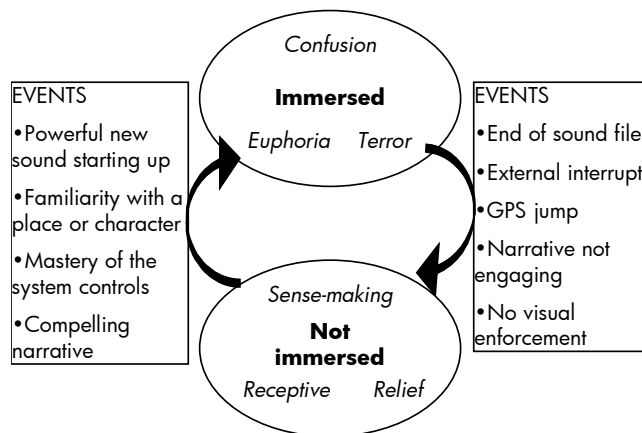 Confusion
Immersed
Euphoria Terror
EVENTS
•Powerful new
sound starting up
•Familiarity with a
place or character
•Mastery of the
system controls
•Compelling
narrative
EVENTS
•End of sound file
•External interrupt
•GPS jump
•Narrative not
engaging
•No visual
enforcement
Sense-making
Not
immersed
Receptive Relief